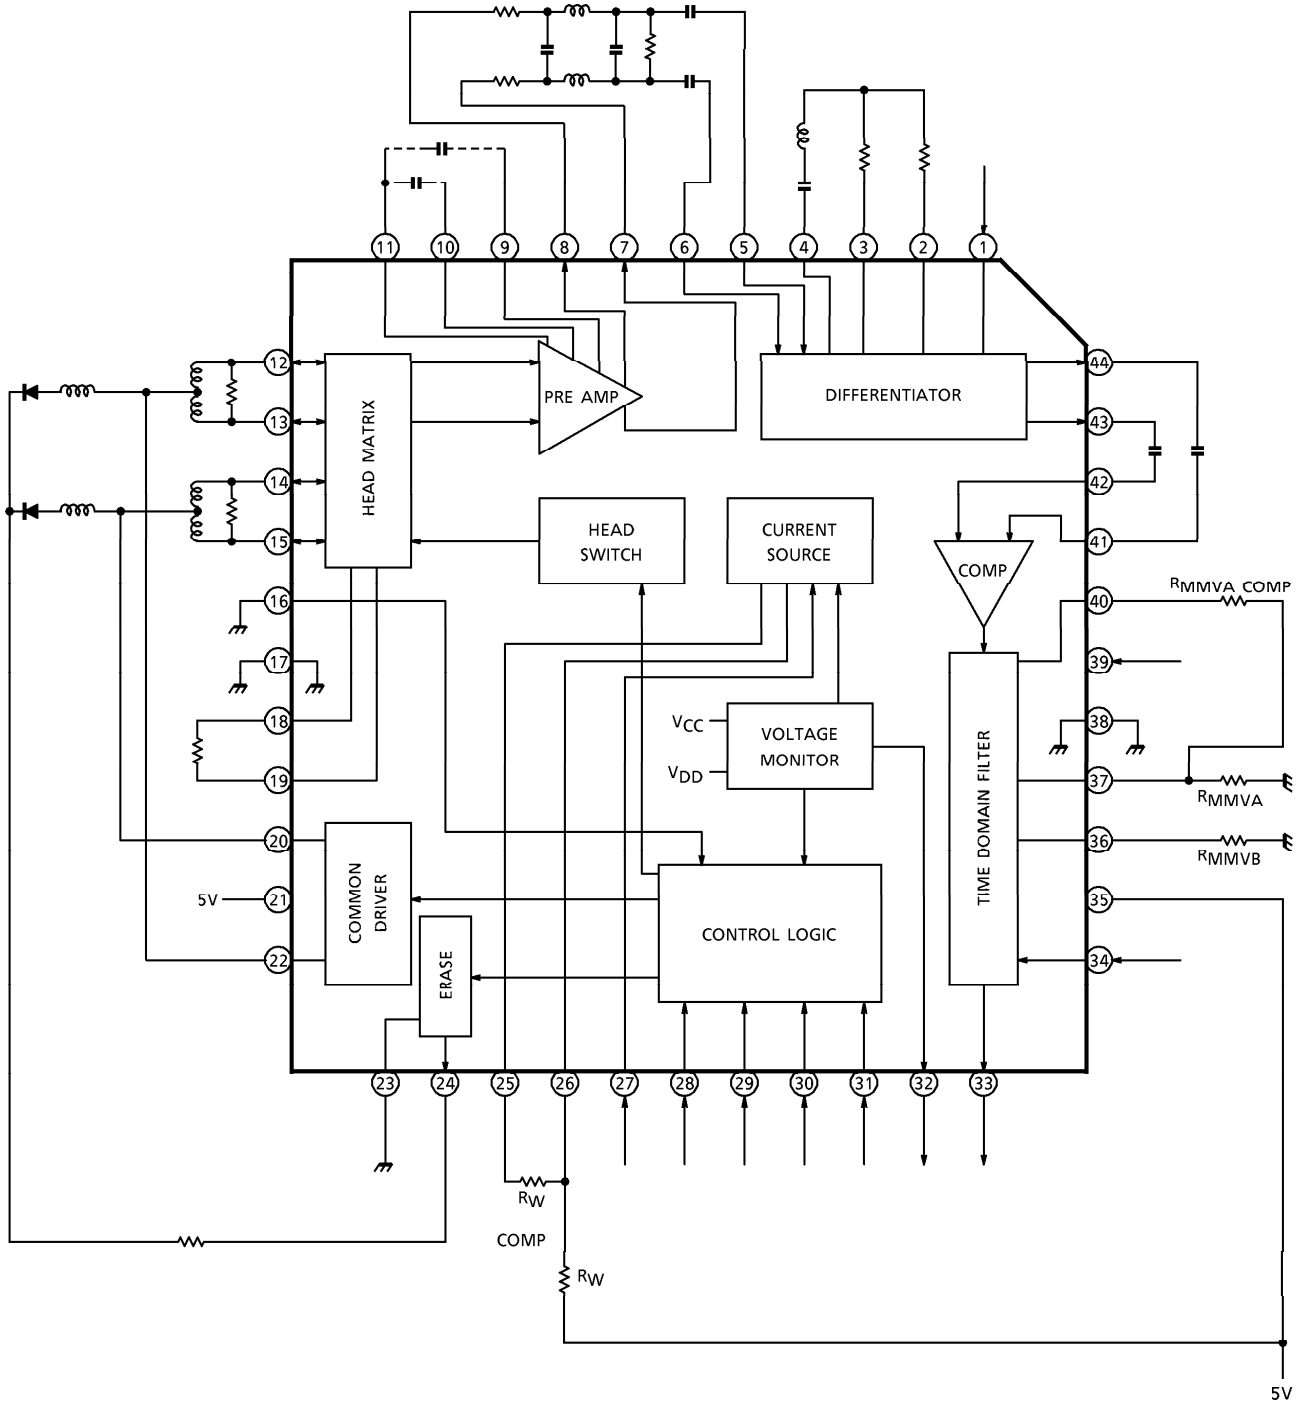 11 10 9 8 7 6 5 4 3 2 1
12
44
PRE AMP
DIFFERENTIATOR
13
43
HEAD MATRIX
14
42
HEAD
SWITCH
CURRENT
SOURCE
15
41
COMP
RMMVA COMP
16
40
17
39
18
VCC
VOLTAGE
MONITOR
38
VDD
19
37
RMMVA
TIME DOMAIN FILTER
20
36
RMMVB
5V
21
35
COMMON
DRIVER
CONTROL LOGIC
22
ERASE
34
23 24 25 26 27 28 29 30 31 32 33
RW
COMP
RW
5V